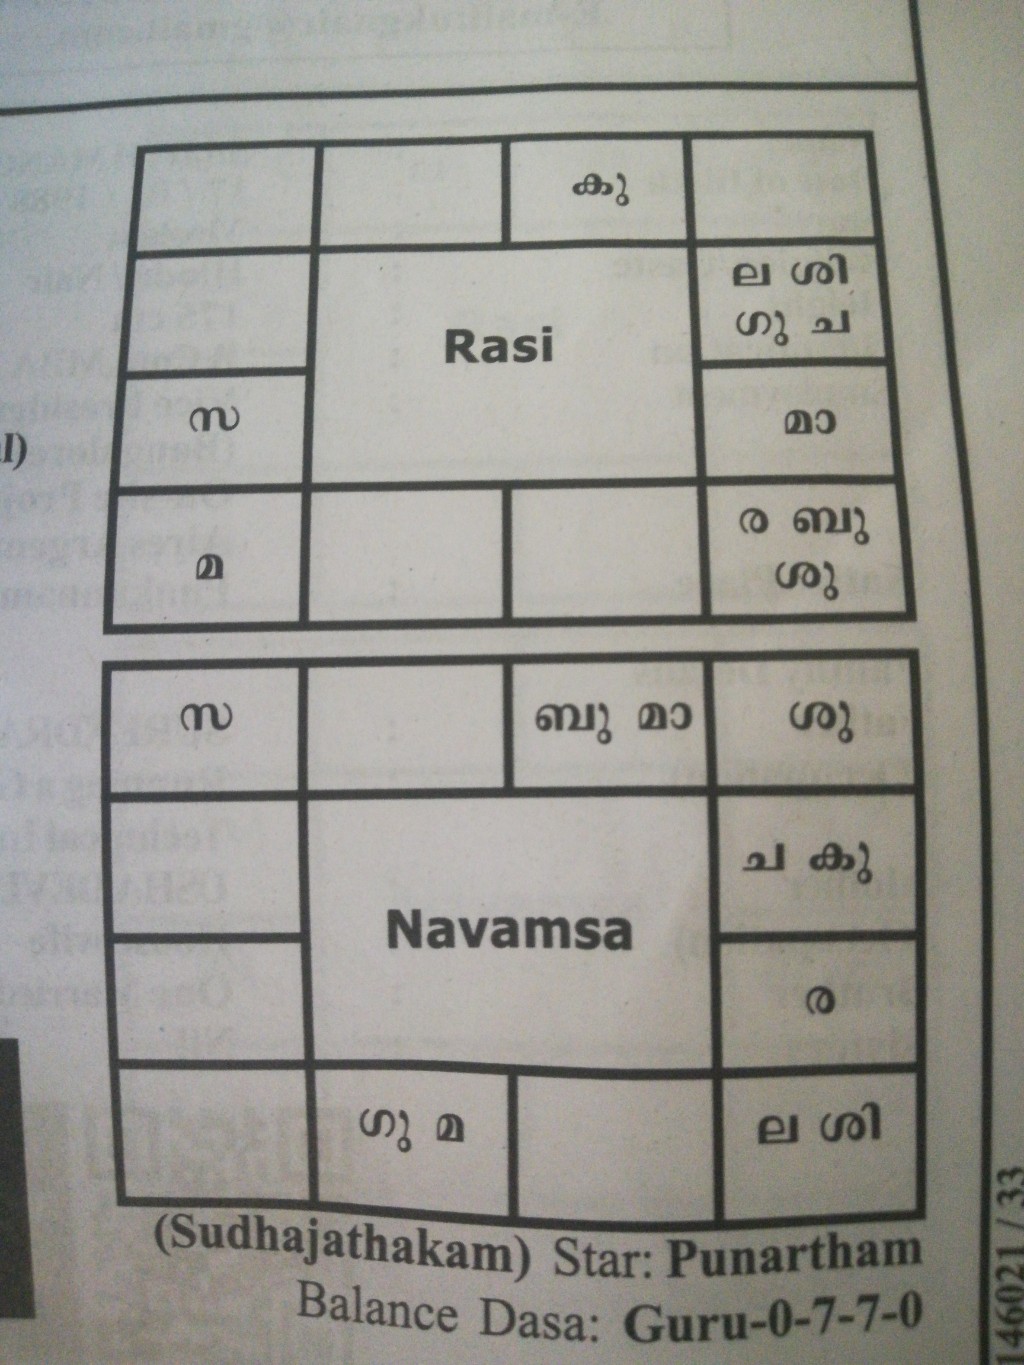 കു
ല ശി
ഗു ച
Rasi
സ
മാ
l)
മ
ര ബു
ശു
സ
ബു മാ
ശു
ച കു
Navamsa
ര
ഗു മ
ല ശി
(Sudhajathakam) Star: Punartham
Balance Dasa: Guru-0-7-7-0
146021 / 33